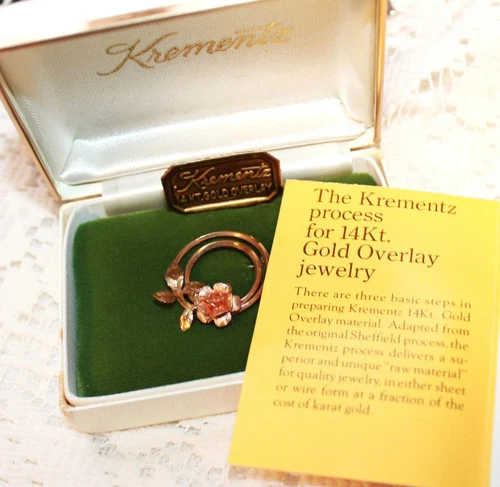 Krementz
Krementz
14 KT. GOLD OVERLAY
The Krementz
process
for 14Kt.
Gold Overlay
jewelry
There are three basic steps in
preparing Krementz 14Kt. Gold
Overlay material. Adapted from
the original Sheffield process, the
Krementz process delivers a su-
perior and unique "raw material"
for quality jewelry, in either sheet
or wire form at a fraction of the
cost of karat gold.